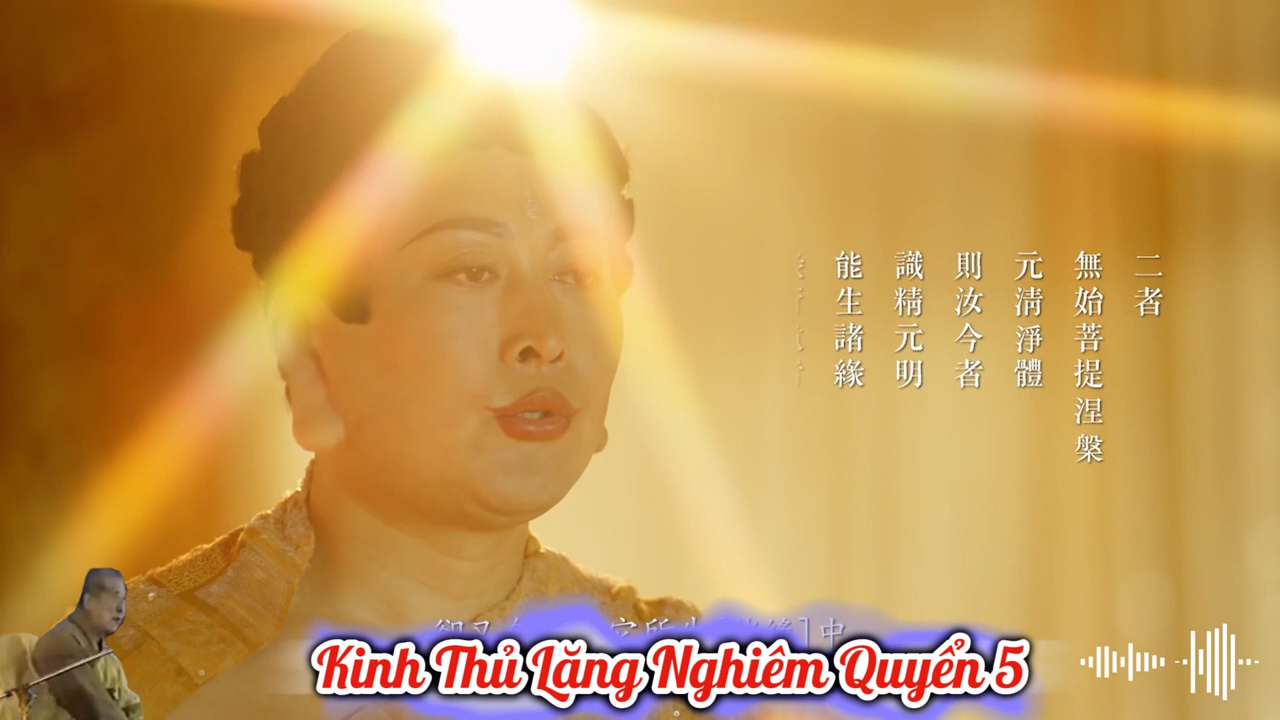 二者
無始菩提涅槃
元清淨體
則汝今者
識精元明
能生諸緣
Kinh Thủ Lăng Nghiêm Quyển 5